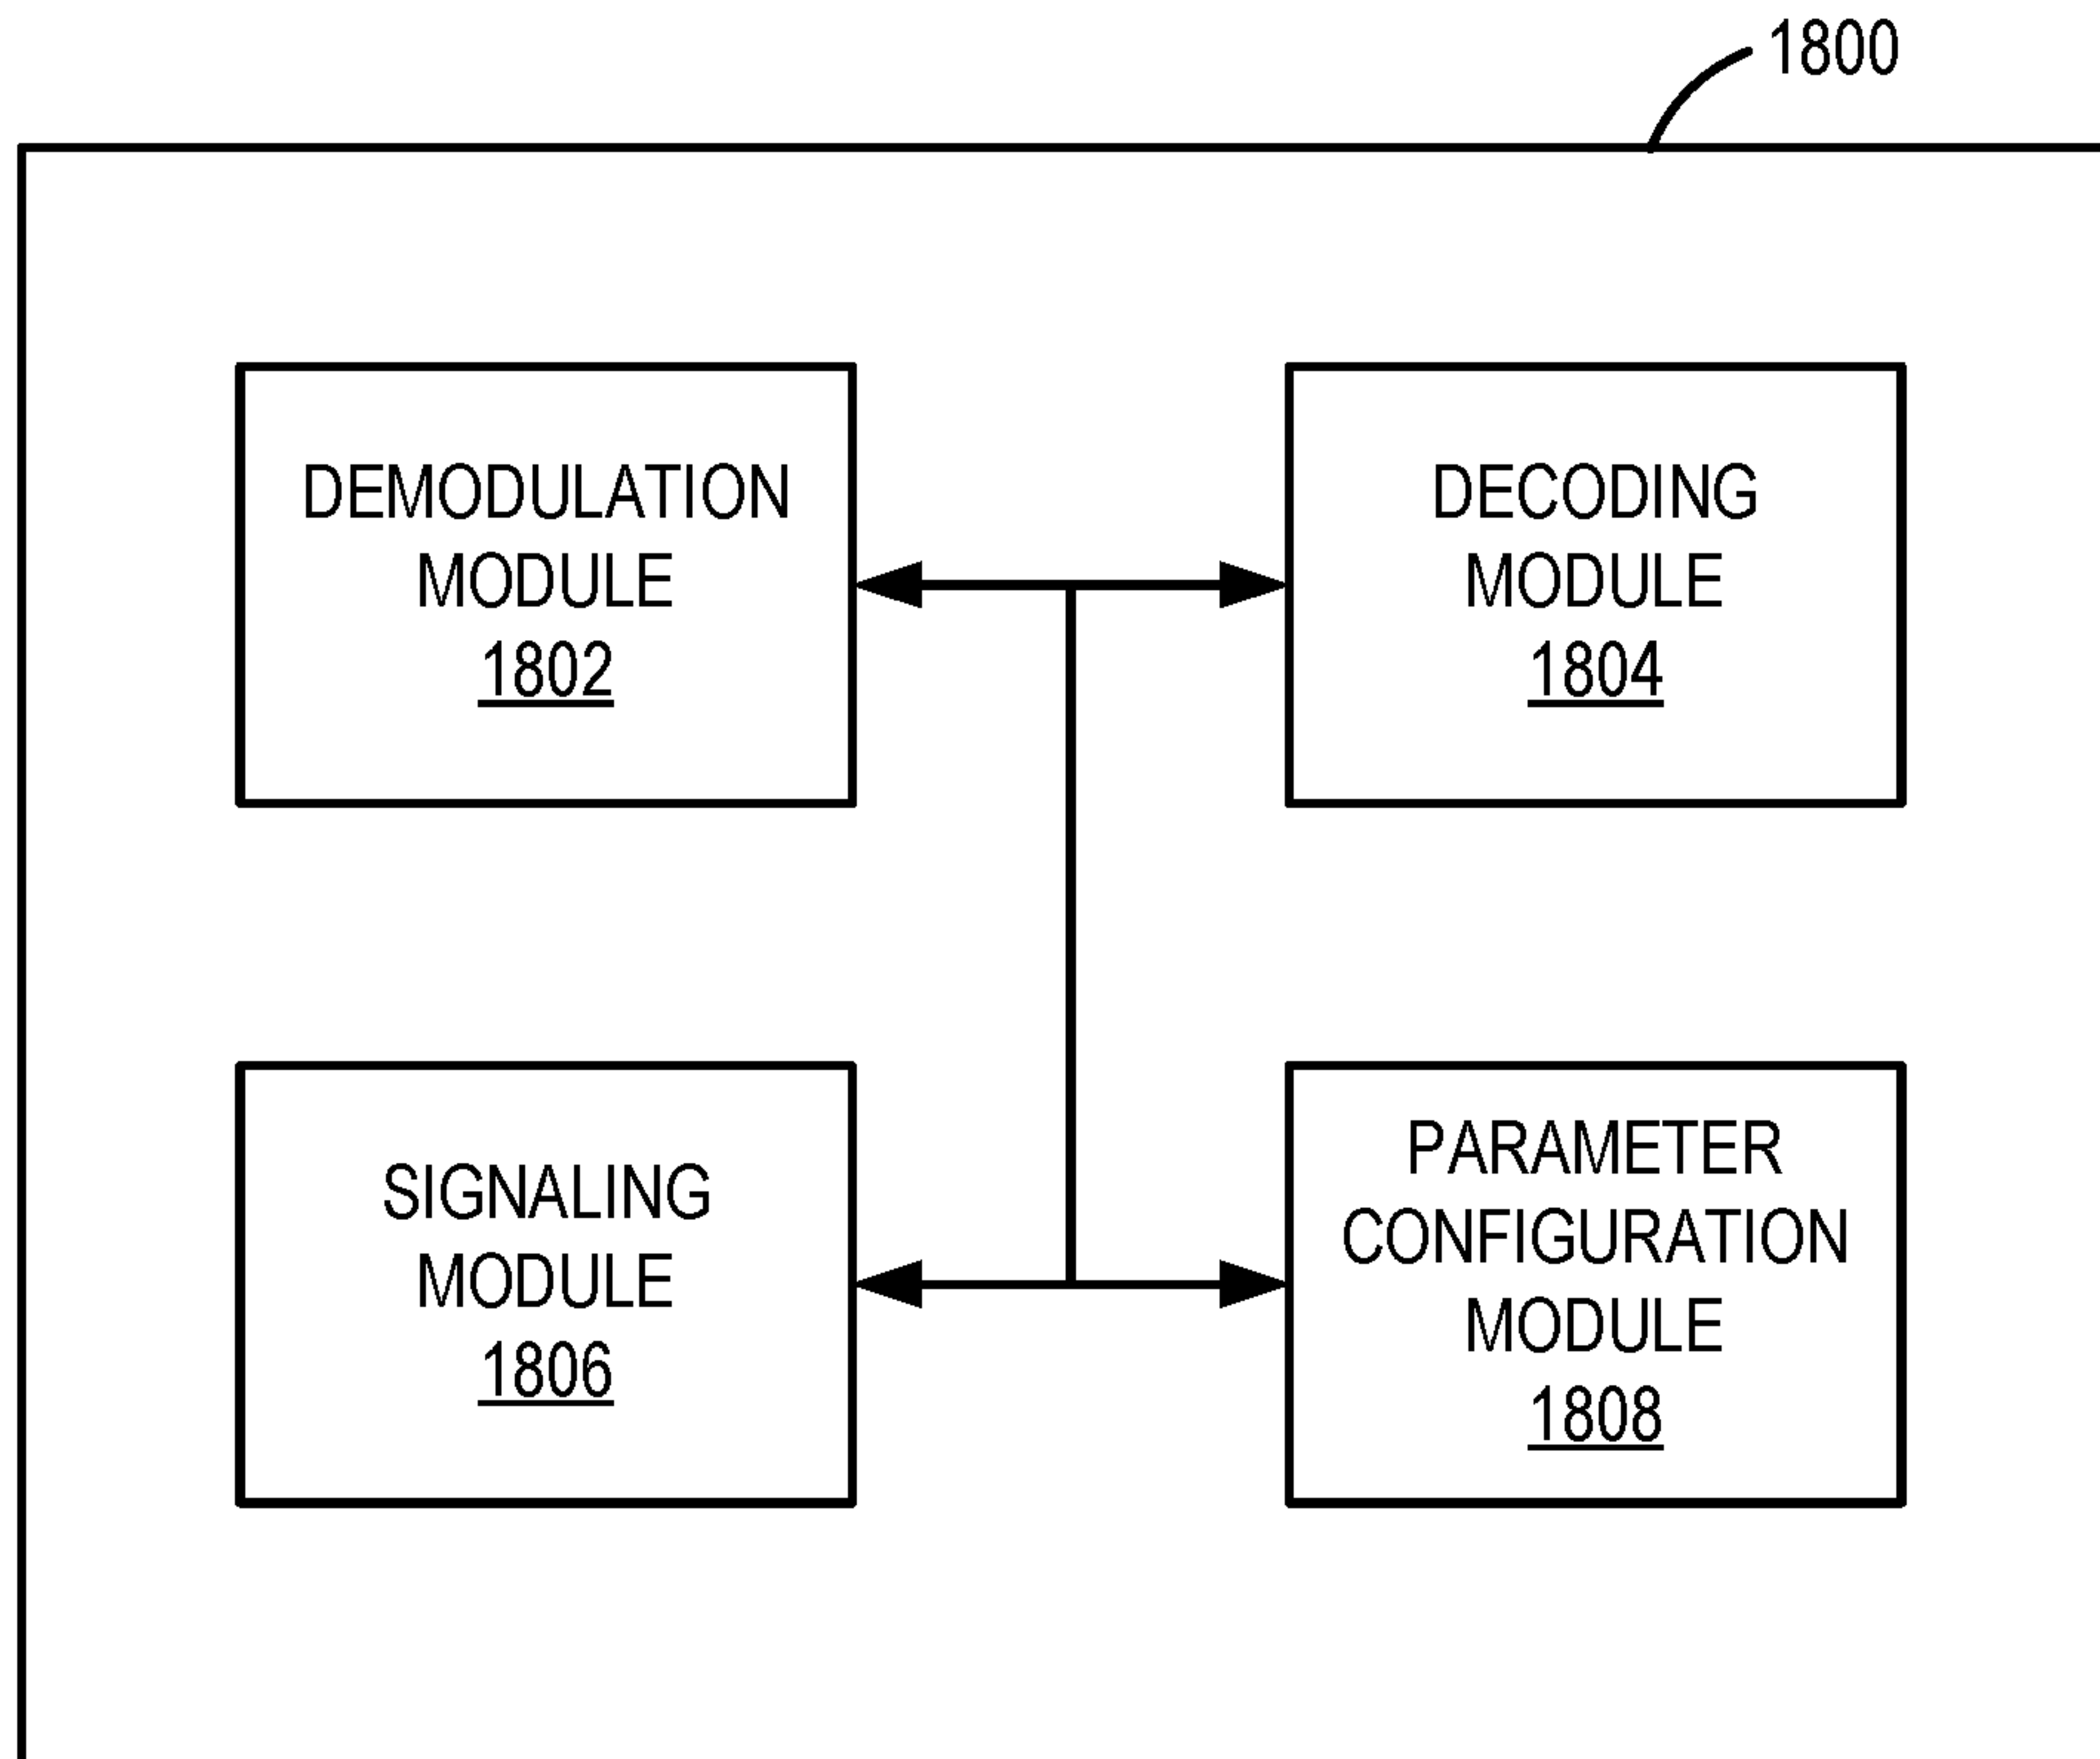 1800
DEMODULATION
MODULE
1802
DECODING
MODULE
1804
SIGNALING
MODULE
1806
PARAMETER
CONFIGURATION
MODULE
1808